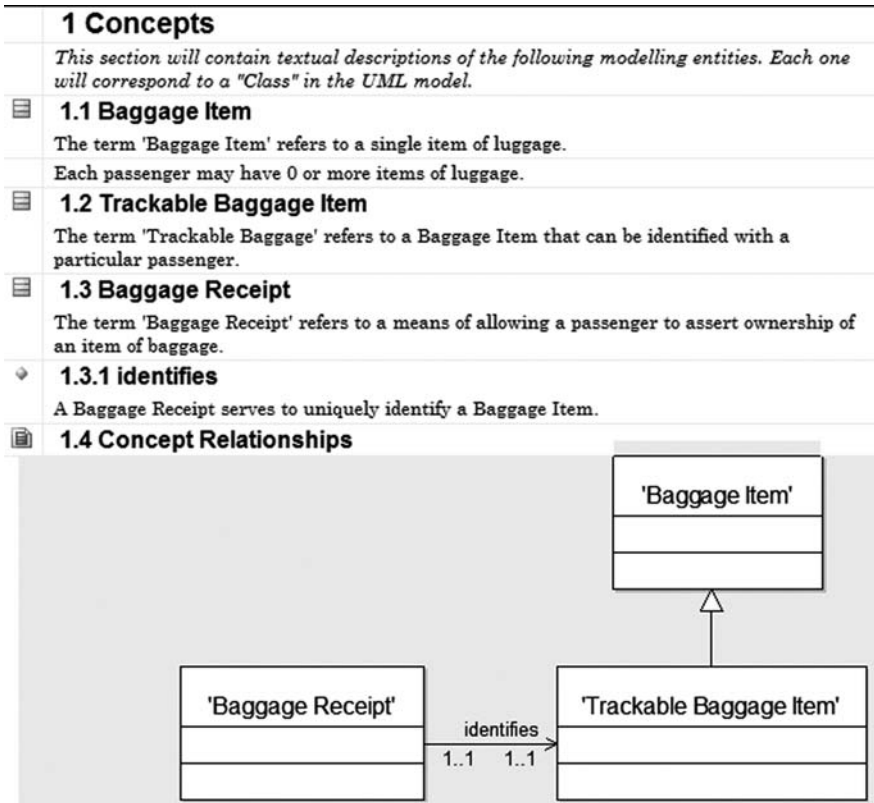 1 Concepts
This section will contain textual descriptions of the following modelling entities. Each one
will correspond to a "Class" in the UML model.
1.1 Baggage Item
The term 'Baggage Item' refers to a single item of luggage.
Each passenger may have 0 or more items of luggage.
1.2 Trackable Baggage Item
The term 'Trackable Baggage' refers to a Baggage Item that can be identified with a
particular passenger.
1.3 Baggage Receipt
The term 'Baggage Receipt' refers to a means of allowing a passenger to assert ownership of
an item of baggage.
1.3.1 identifies
A Baggage Receipt serves to uniquely identify a Baggage Item.
1.4 Concept Relationships
'Baggage Item'
'Baggage Receipt'
identifies
1..1 1..1
'Trackable Baggage Item'